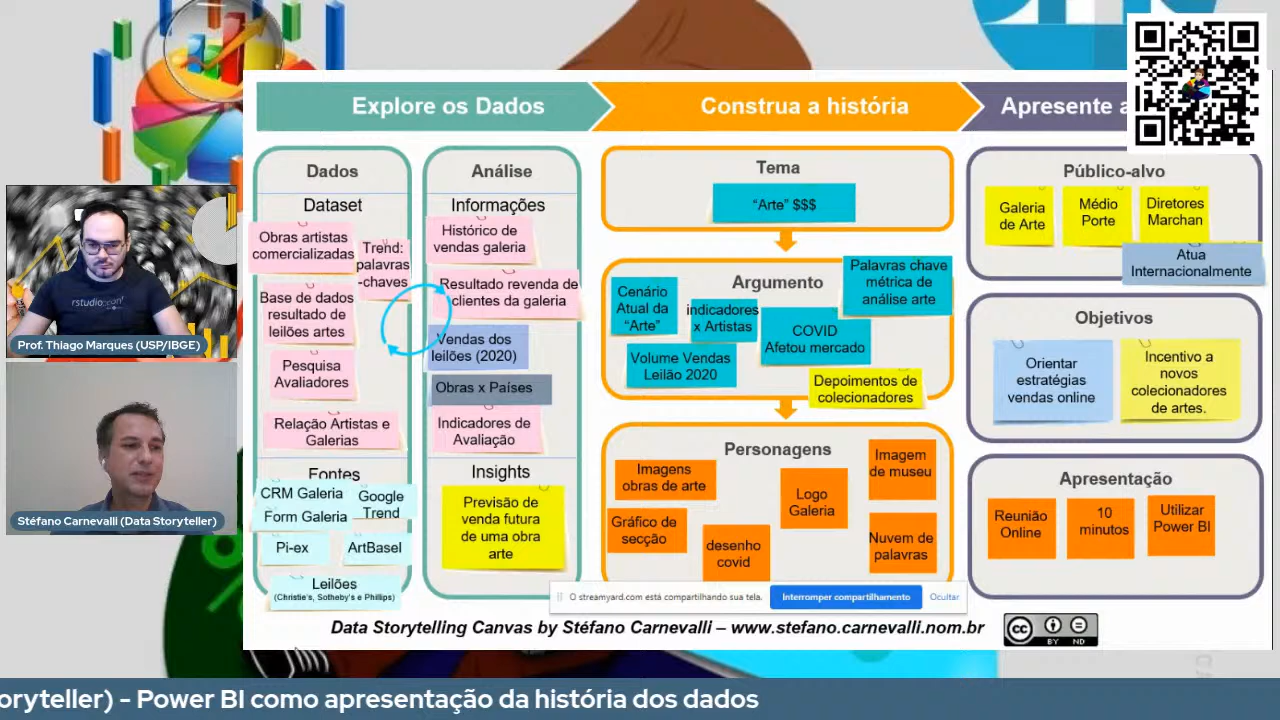 Explore os Dados
Construa a história
Apresente a
Dados
Dataset
Obras artistas
comercializadas
Trend:
palavras
-chaves
Base de dados
resultado de
leilões artes
Pesquisa
Avaliadores
Relação Artistas e
Galerias
Fontes
CRM Galeria
Google
Trend
Form Galeria
Pi-ex
ArtBasel
Leilões
(Christie's, Sotheby's e Phillips)
Análise
Informações
Histórico de
vendas galeria
Resultado revenda de
clientes da galeria
Vendas dos
leilões (2020)
Obras x Países
Indicadores de
Avaliação
Insights
Previsão de
venda futura
de uma obra
arte
Tema
“Arte” $$$
Argumento
Cenário
Atual da
“Arte”
indicadores
x Artistas
Palavras chave
métrica de
análise arte
COVID
Afetou mercado
Volume Vendas
Leilão 2020
Depoimentos de
colecionadores
Personagens
Imagens
obras de arte
Logo
Galeria
Imagem
de museu
Gráfico de
secção
desenho
covid
Nuvem de
palavras
Público-alvo
Galeria
de Arte
Médio
Porte
Diretores
Marchan
Atua
Internacionalmente
Objetivos
Orientar
estratégias
vendas online
Incentivo a
novos
colecionadores
de artes.
Apresentação
Reunião
Online
10
minutos
Utilizar
Power BI
O streamyard.com está compartilhando sua tela.
Interromper compartilhamento
Ocultar
Data Storytelling Canvas by Stéfano Carnevalli – www.stefano.carnevalli.nom.br
cc
BY ND
rstudio::conf
Prof. Thiago Marques (USP/IBGE)
Stéfano Carnevalli (Data Storyteller)
oryteller) - Power BI como apresentação da história dos dados